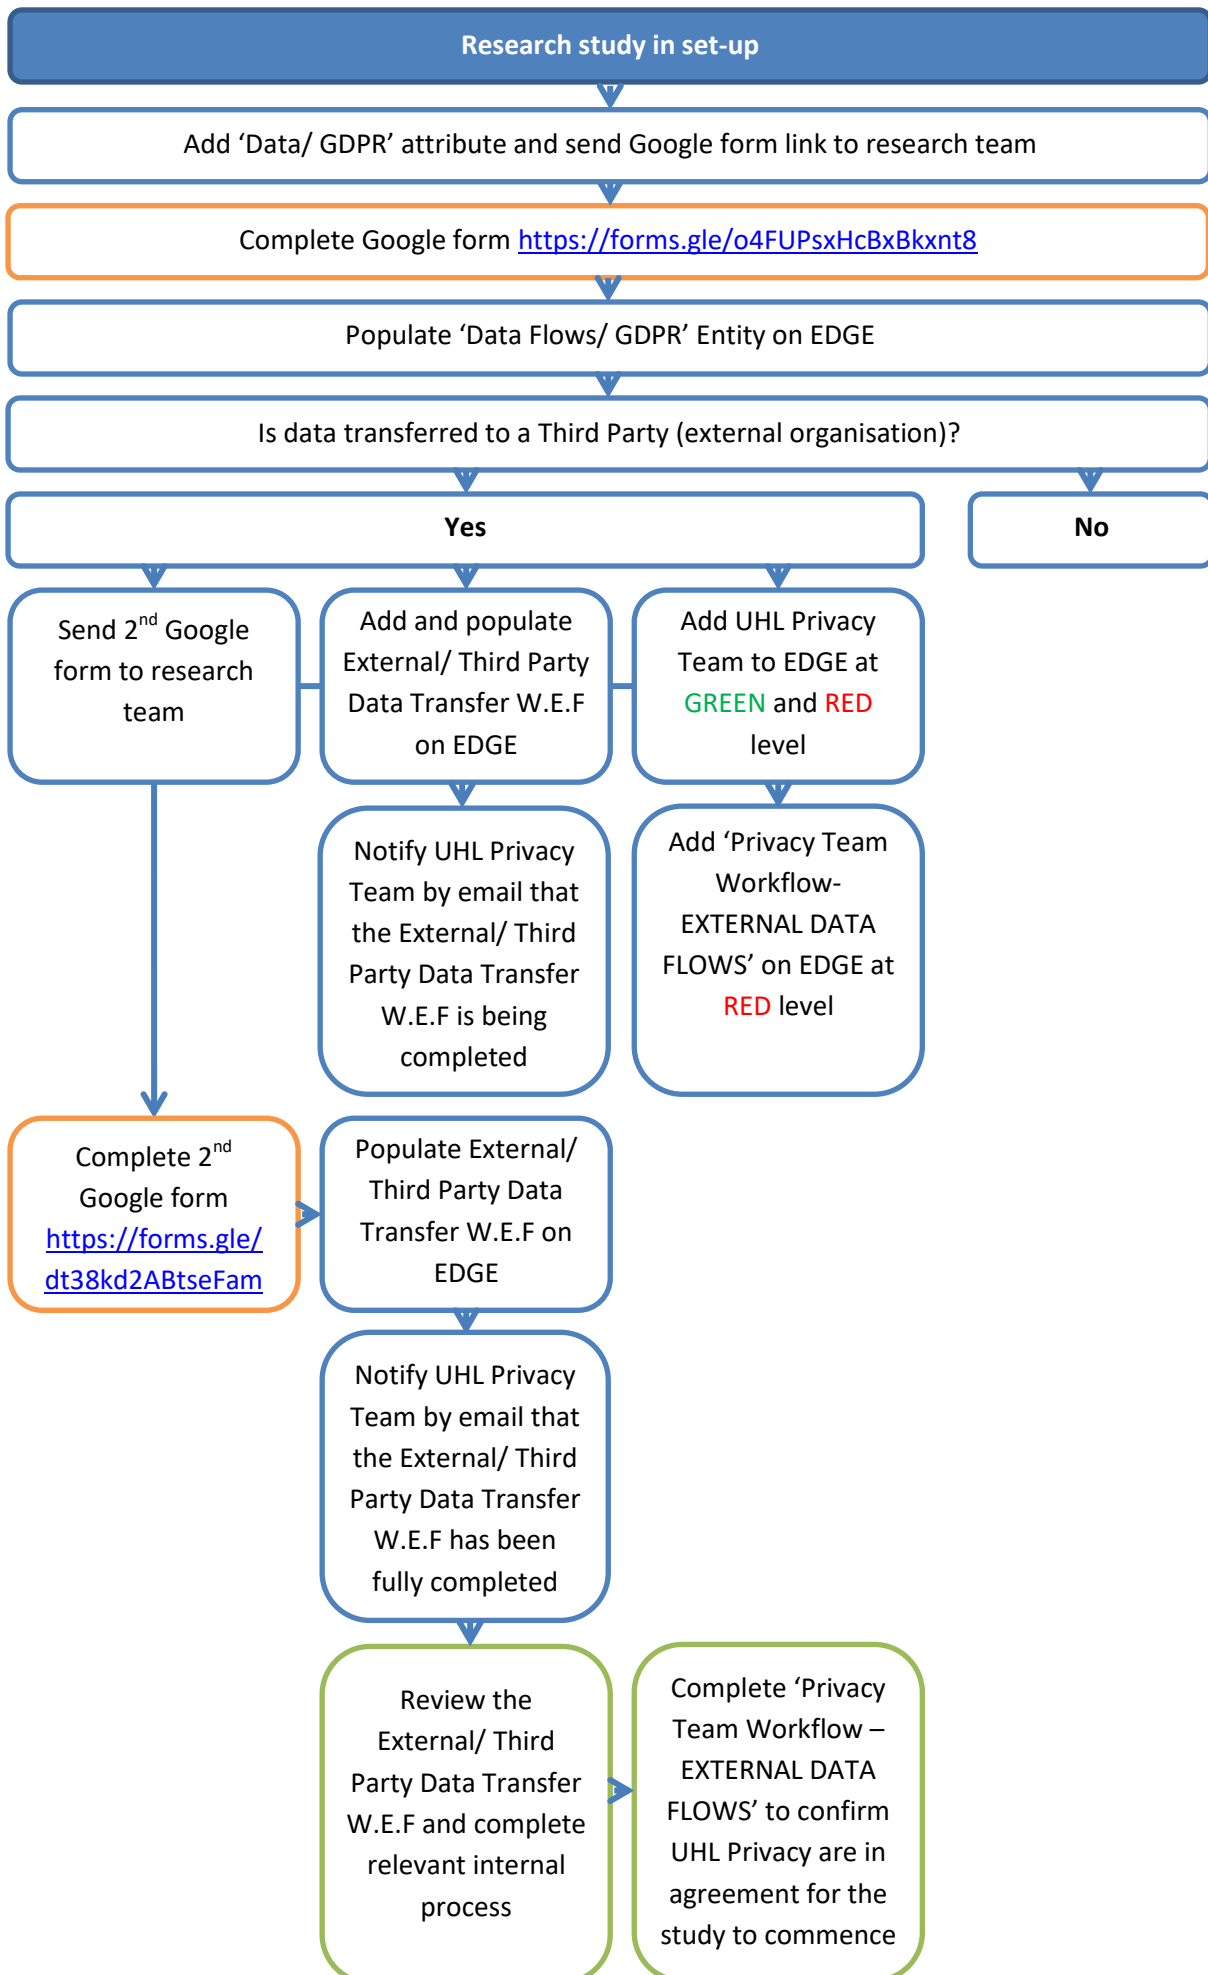 Research study in set-up
Add ‘Data/ GDPR’ attribute and send Google form link to research team
Complete Google form https://forms.gle/o4FUPsxHcBxBkxnt8
Populate ‘Data Flows/ GDPR’ Entity on EDGE
Is data transferred to a Third Party (external organisation)?
Yes
No
Send 2nd Google
form to research
team
Add and populate
External/ Third Party
Data Transfer W.E.F
on EDGE
Add UHL Privacy
Team to EDGE at
GREEN and RED
level
Notify UHL Privacy
Team by email that
the External/ Third
Party Data Transfer
W.E.F is being
completed
Add ‘Privacy Team
Workflow-
EXTERNAL DATA
FLOWS’ on EDGE at
RED level
Complete 2nd
Google form
https://forms.gle/
dt38kd2ABtseFam
Populate External/
Third Party Data
Transfer W.E.F on
EDGE
Notify UHL Privacy
Team by email that
the External/ Third
Party Data Transfer
W.E.F has been
fully completed
Review the
External/ Third
Party Data Transfer
W.E.F and complete
relevant internal
process
Complete ‘Privacy
Team Workflow –
EXTERNAL DATA
FLOWS’ to confirm
UHL Privacy are in
agreement for the
study to commence